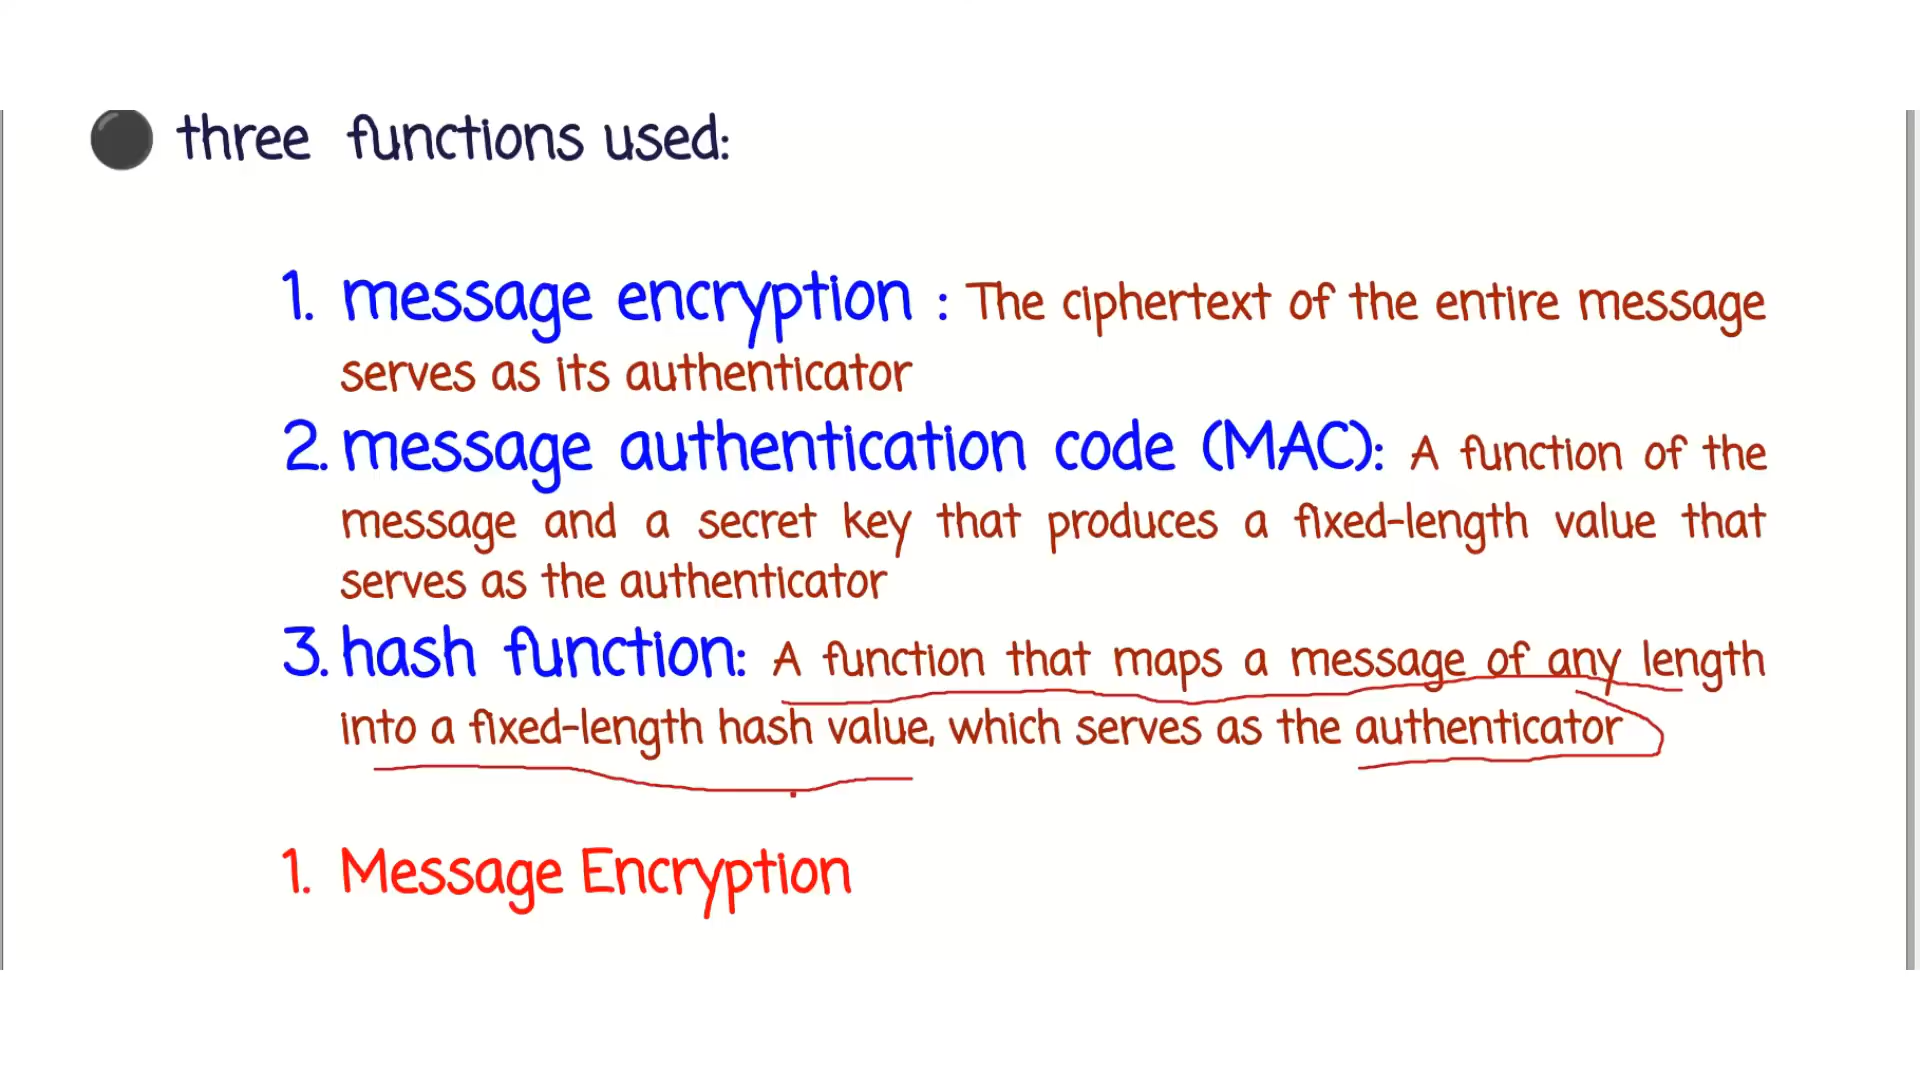 three functions used:
1. message encryption : The ciphertext of the entire message
serves as its authenticator
2. message authentication code (MAC): A function of the
message and a secret key that produces a fixed-length value that
serves as the authenticator
3. hash function: A function that maps a message of any length
into a fixed-length hash value, which serves as the authenticator
1. Message Encryption